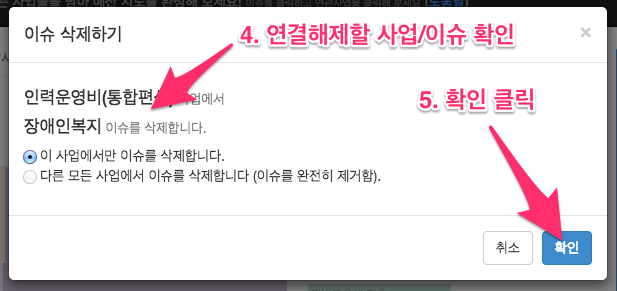 이슈 삭제하기
×
4. 연결해제할 사업/이슈 확인
인력운영비(통합편성) 사업에서
장애인복지 이슈를 삭제합니다.
5. 확인 클릭
이 사업에서만 이슈를 삭제합니다.
다른 모든 사업에서 이슈를 삭제합니다 (이슈를 완전히 제거함).
취소
확인